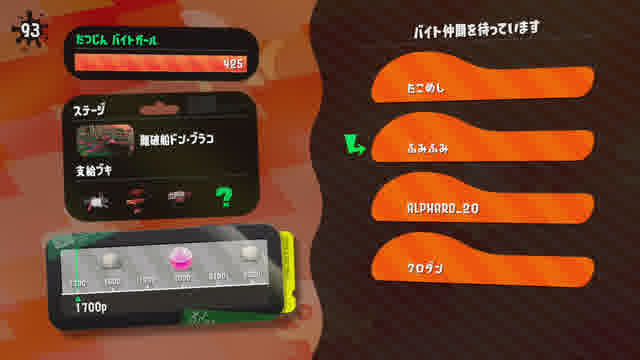 93
たつじん バイトガール
425
ステージ
難破船ドン・ブラコ
支給ブキ
?
1700p
バイト仲間を待っています
たこめし
ふみふみ
ALPHARD_20
クロダン